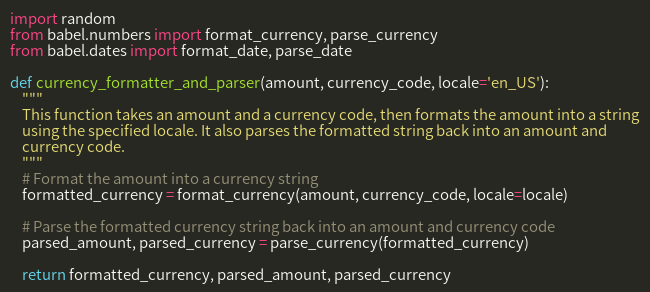 import random
from babel.numbers import format_currency, parse_currency
from babel.dates import format_date, parse_date

def currency_formatter_and_parser(amount, currency_code, locale='en_US'):
    """
    This function takes an amount and a currency code, then formats the amount into a string
    using the specified locale. It also parses the formatted string back into an amount and
    currency code.
    """
    # Format the amount into a currency string
    formatted_currency = format_currency(amount, currency_code, locale=locale)

    # Parse the formatted currency string back into an amount and currency code
    parsed_amount, parsed_currency = parse_currency(formatted_currency)

    return formatted_currency, parsed_amount, parsed_currency